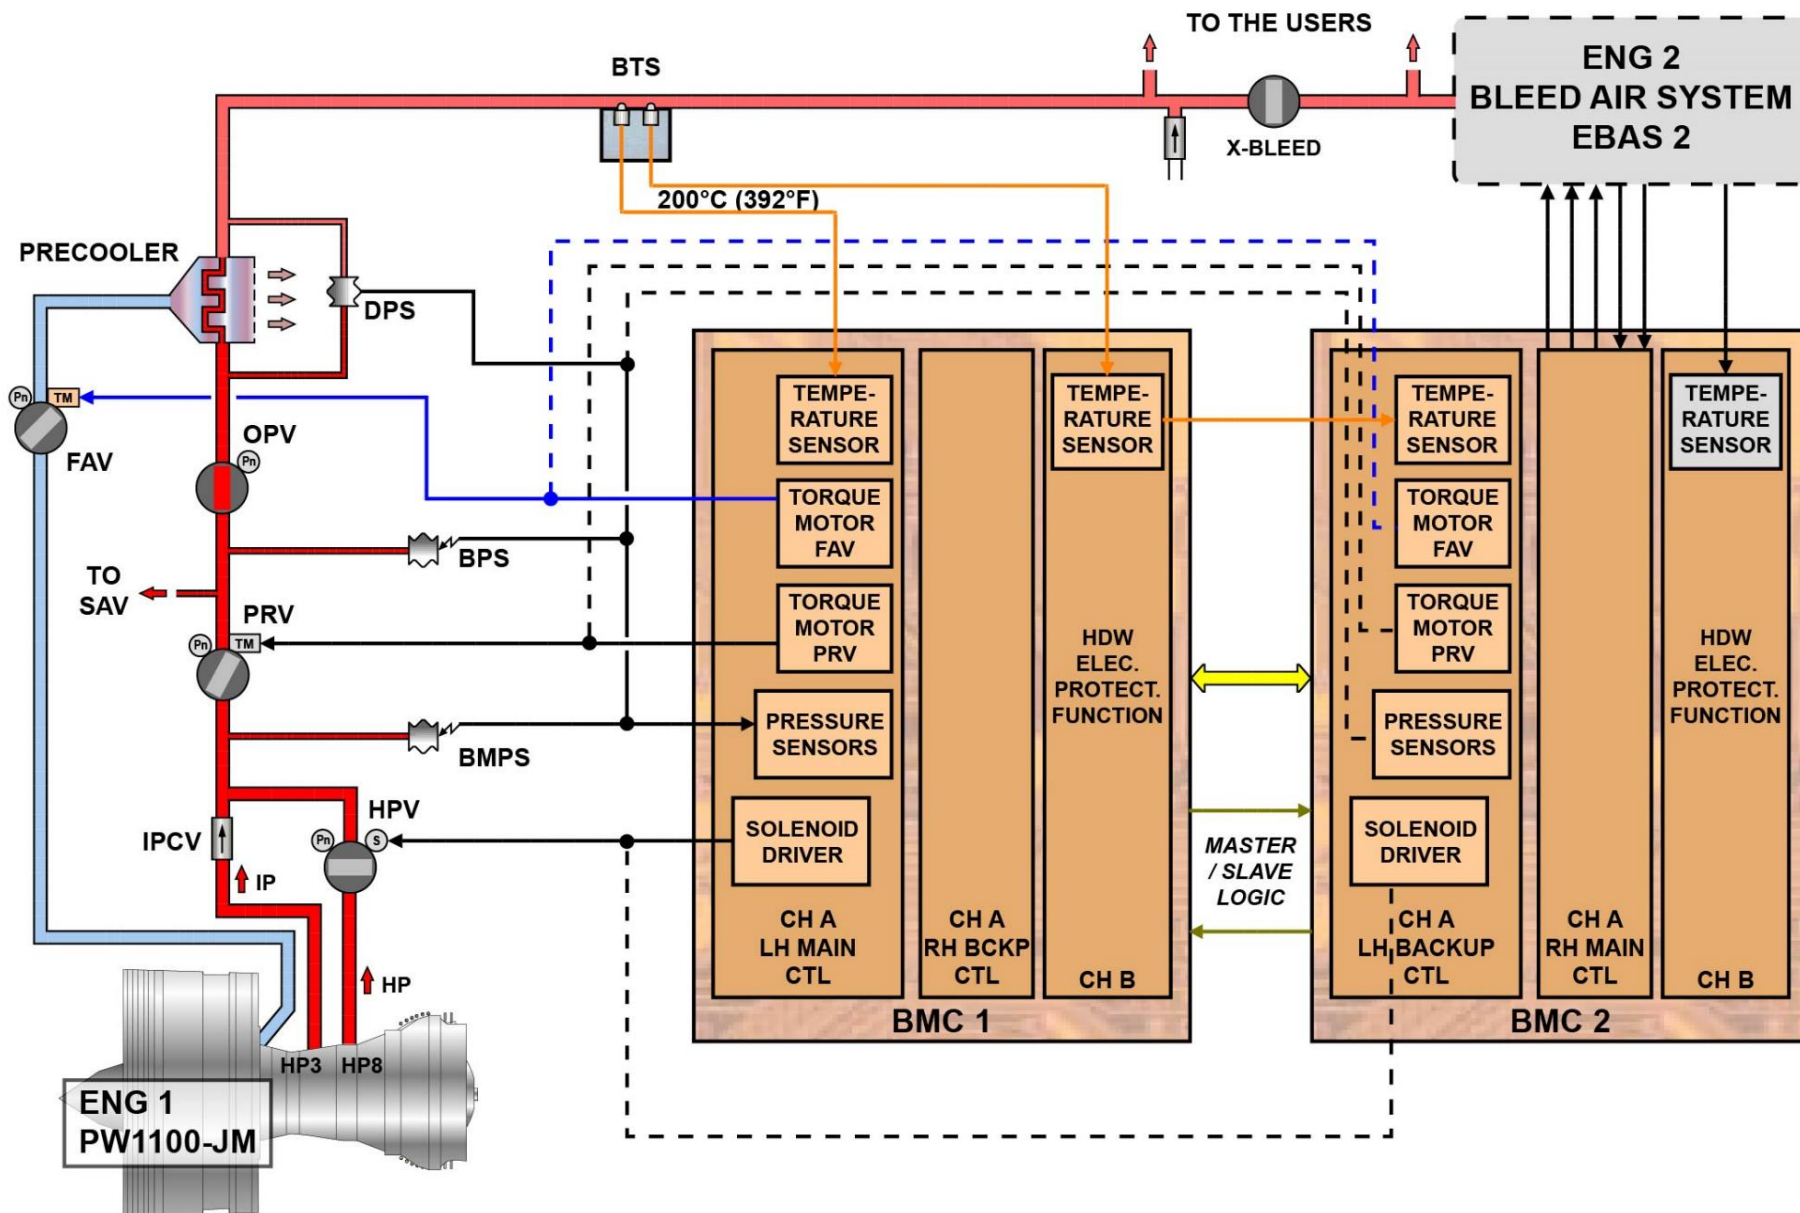 TO THE USERS
BTS
X-BLEED
ENG 2
BLEED AIR SYSTEM
EBAS 2
200°C (392°F)
PRECOOLER
DPS
Pn
TM
FAV
OPV
Pn
BPS
TO
SAV
PRV
Pn
TM
BMPS
HPV
Pn
S
IPCV
IP
HP
HP3
HP8
ENG 1
PW1100-JM
TEMPE-
RATURE
SENSOR
TORQUE
MOTOR
FAV
TORQUE
MOTOR
PRV
PRESSURE
SENSORS
SOLENOID
DRIVER
CH A
LH MAIN
CTL
CH A
RH BCKP
CTL
TEMPE-
RATURE
SENSOR
HDW
ELEC.
PROTECT.
FUNCTION
CH B
BMC 1
MASTER
/ SLAVE
LOGIC
TEMPE-
RATURE
SENSOR
TORQUE
MOTOR
FAV
TORQUE
MOTOR
PRV
PRESSURE
SENSORS
SOLENOID
DRIVER
CH A
LH BACKUP
CTL
CH A
RH MAIN
CTL
TEMPE-
RATURE
SENSOR
HDW
ELEC.
PROTECT.
FUNCTION
CH B
BMC 2